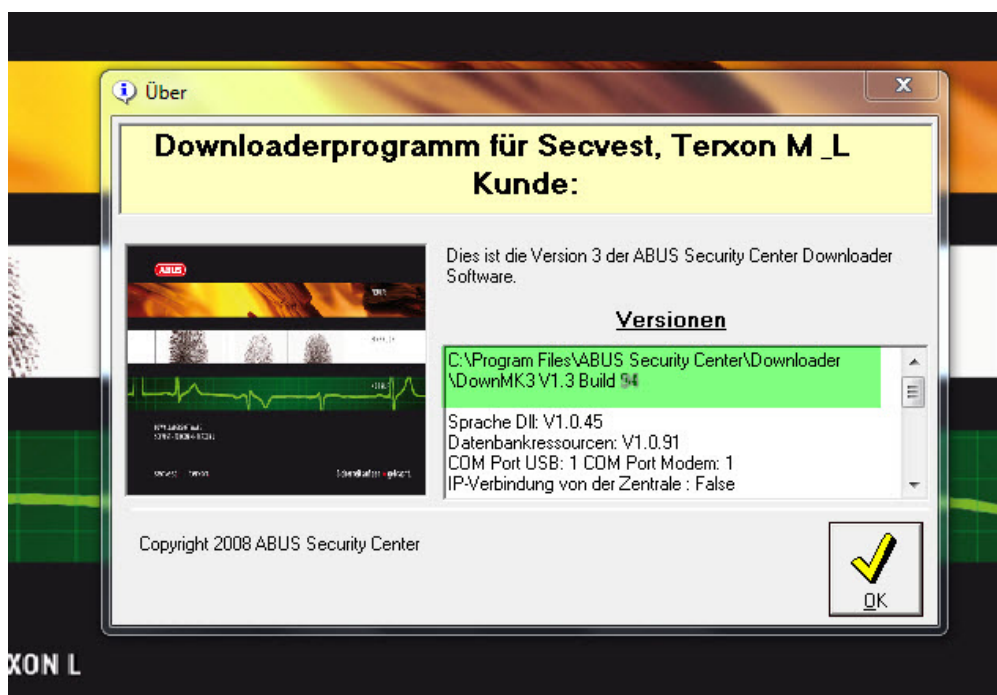 Über
x
Downloaderprogramm für Secvest, Terxon M _L
Kunde:
ABUS
Dies ist die Version 3 der ABUS Security Center Downloader
Software.
Versionen
C:\Program Files\ABUS Security Center\Downloader
\DownMK3 V1.3 Build 94
Sprache Dll: V1.0.45
Datenbankressourcen: V1.0.91
COM Port USB: 1 COM Port Modem: 1
IP-Verbindung von der Zentrale : False
secvest terxon
Copyright 2008 ABUS Security Center
OK
XON L